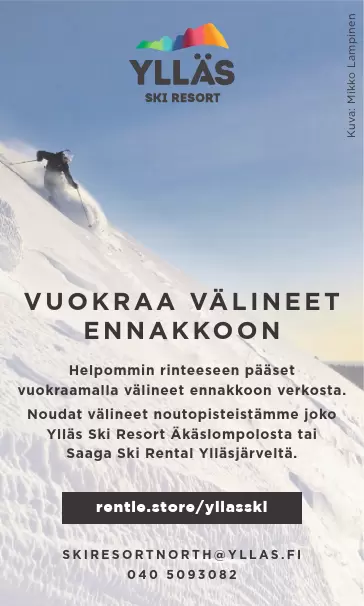 YLLÄS
SKI RESORT
Kuva: Mikko Lampinen
VUOKRAA VÄLINEET
ENNAKKOON
Helpommin rinteeseen pääset
vuokraamalla välineet ennakkoon verkosta.
Noudat välineet noutopisteistämme joko
Ylläs Ski Resort Äkäslompolosta tai
Saaga Ski Rental Ylläsjärveltä.
rentle.store/yllasski
SKIRESORTNORTH@YLLAS.FI
040 5093082